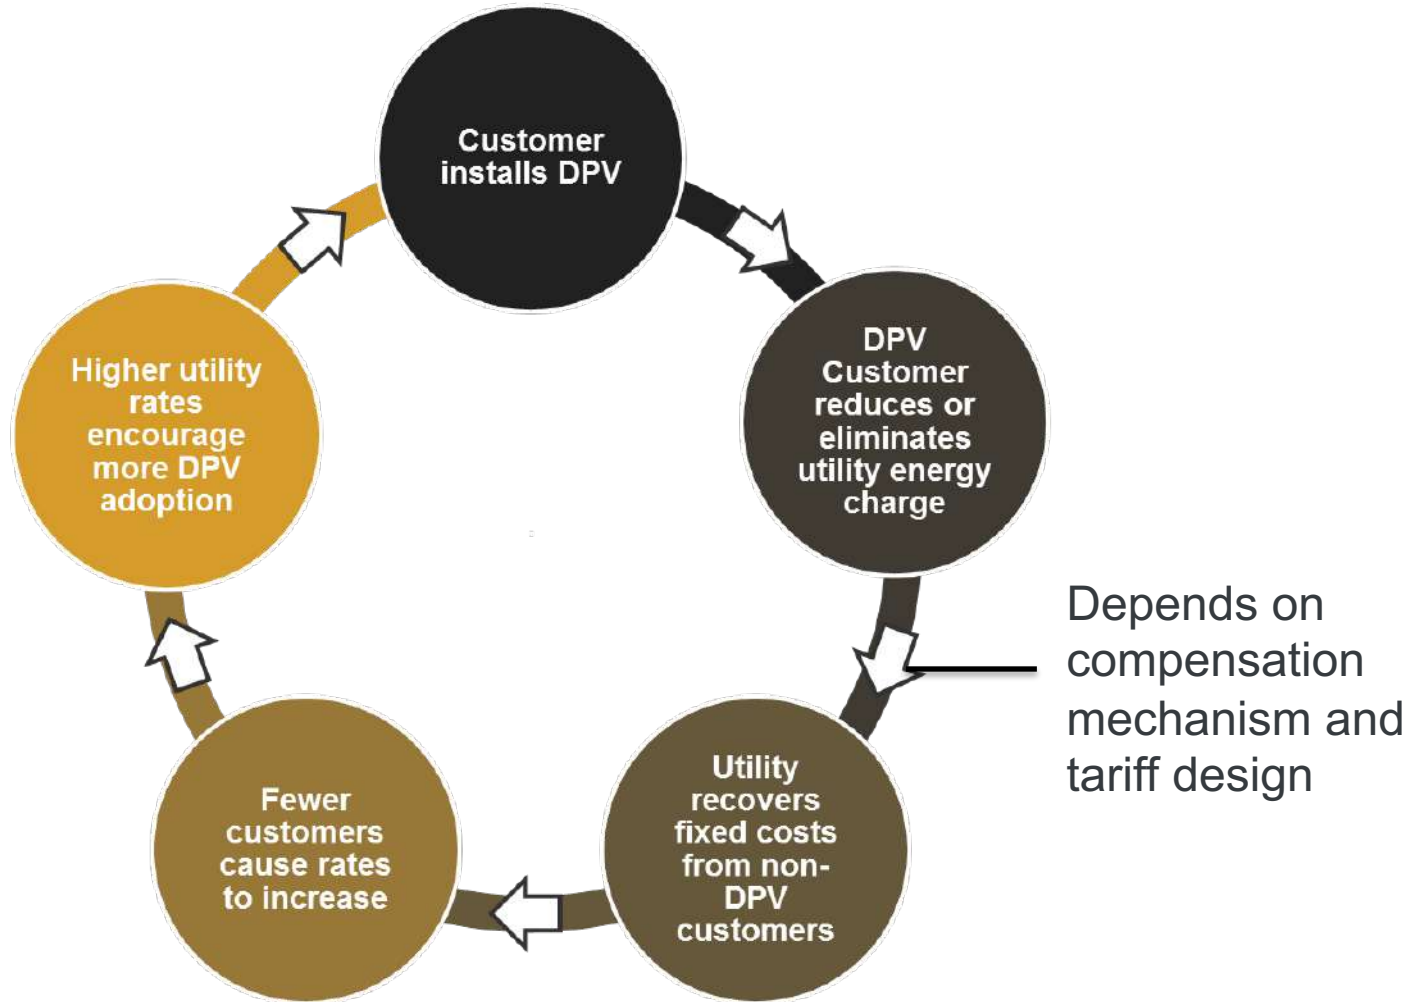 Customer
installs DPV
DPV
Customer
reduces or
eliminates
utility energy
charge
Depends on
compensation
mechanism and
tariff design
Utility
recovers
fixed costs
from non-
DPV
customers
Fewer
customers
cause rates
to increase
Higher utility
rates
encourage
more DPV
adoption